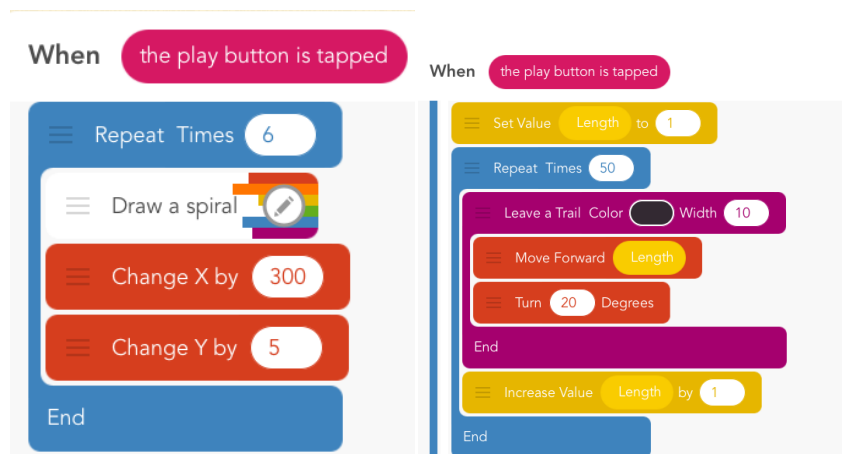 When the play button is tapped
Repeat Times 6
Draw a spiral
Change X by 300
Change Y by 5
End
When the play button is tapped
Set Value Length to 1
Repeat Times 50
Leave a Trail Color Width 10
Move Forward Length
Turn 20 Degrees
End
Increase Value Length by 1
End